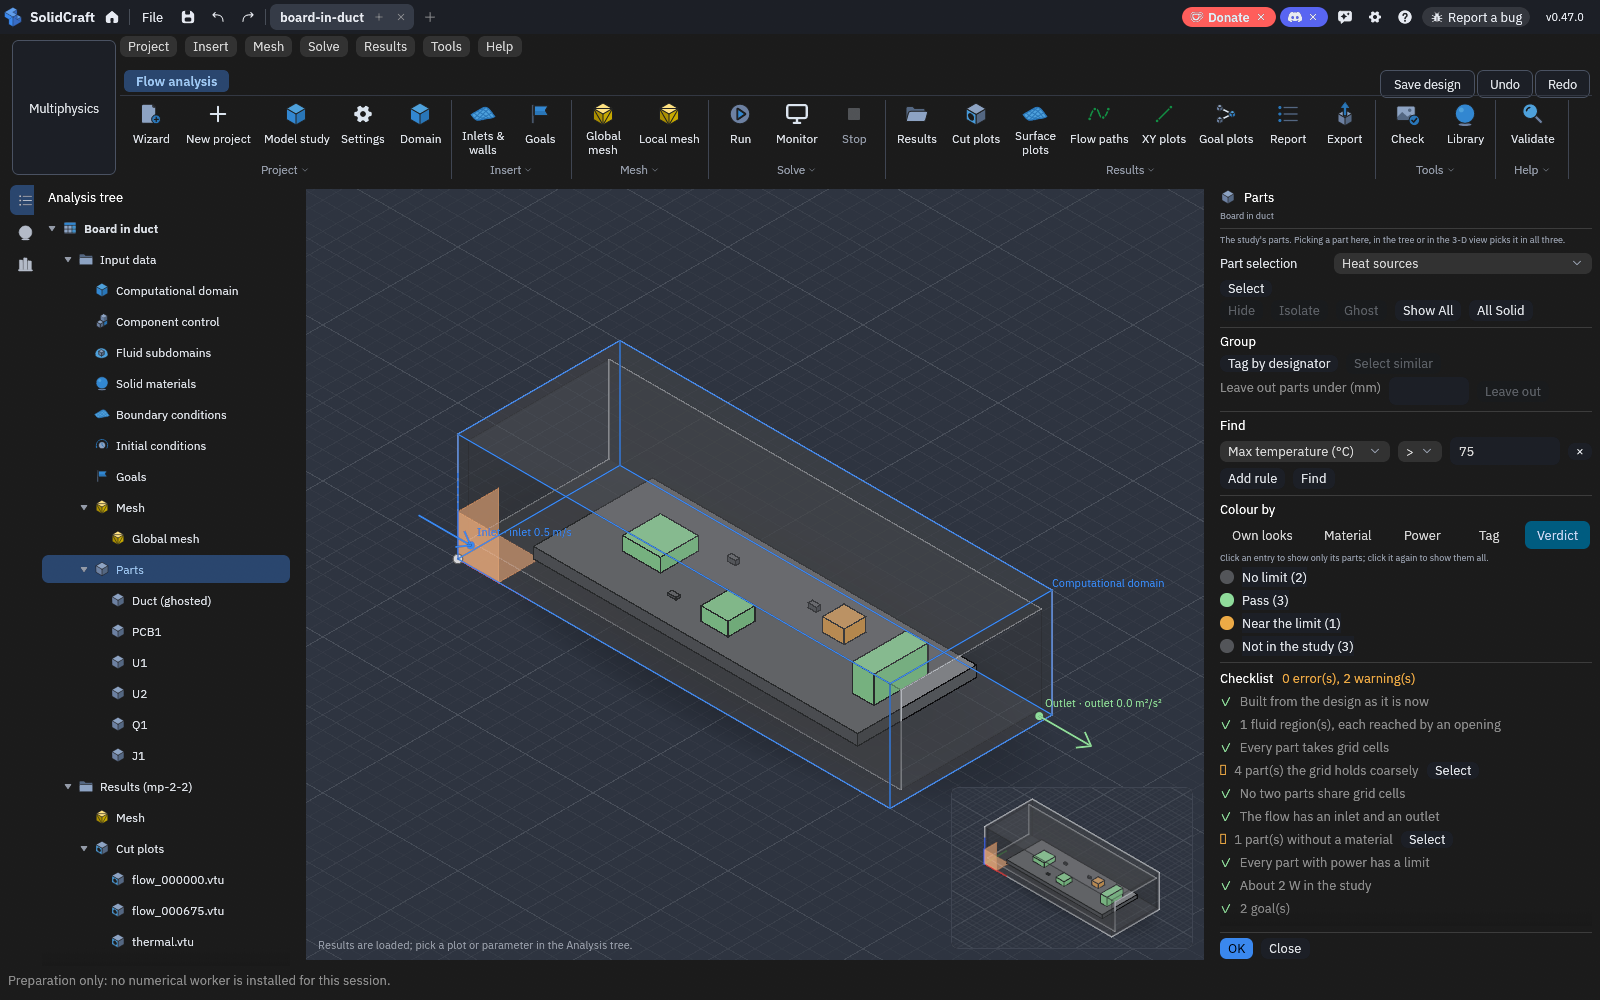 SolidCraft
File
board-in-duct
Donate
Report a bug
v0.47.0
Multiphysics
Project
Insert
Mesh
Solve
Results
Tools
Help
Flow analysis
Save design
Undo
Redo
Wizard
New project
Model study
Settings
Domain
Inlets & walls
Goals
Global mesh
Local mesh
Run
Monitor
Stop
Results
Cut plots
Surface plots
Flow paths
XY plots
Goal plots
Report
Export
Check
Library
Validate
Project
Insert
Mesh
Solve
Results
Tools
Help
Analysis tree
Board in duct
Input data
Computational domain
Component control
Fluid subdomains
Solid materials
Boundary conditions
Initial conditions
Goals
Mesh
Global mesh
Parts
Duct (ghosted)
PCB1
U1
U2
Q1
J1
Results (mp-2-2)
Mesh
Cut plots
flow_000000.vtu
flow_000675.vtu
thermal.vtu
Inlet · inlet 0.5 m/s
Computational domain
Outlet · outlet 0.0 m²/s²
Results are loaded; pick a plot or parameter in the Analysis tree.
Parts
Board in duct
The study's parts. Picking a part here, in the tree or in the 3-D view picks it in all three.
Part selection
Heat sources
Select
Hide
Isolate
Ghost
Show All
All Solid
Group
Tag by designator
Select similar
Leave out parts under (mm)
Leave out
Find
Max temperature (°C)
>
75
×
Add rule
Find
Colour by
Own looks
Material
Power
Tag
Verdict
Click an entry to show only its parts; click it again to show them all.
No limit (2)
Pass (3)
Near the limit (1)
Not in the study (3)
Checklist
0 error(s), 2 warning(s)
Built from the design as it is now
1 fluid region(s), each reached by an opening
Every part takes grid cells
4 part(s) the grid holds coarsely
Select
No two parts share grid cells
The flow has an inlet and an outlet
1 part(s) without a material
Select
Every part with power has a limit
About 2 W in the study
2 goal(s)
OK
Close
Preparation only: no numerical worker is installed for this session.